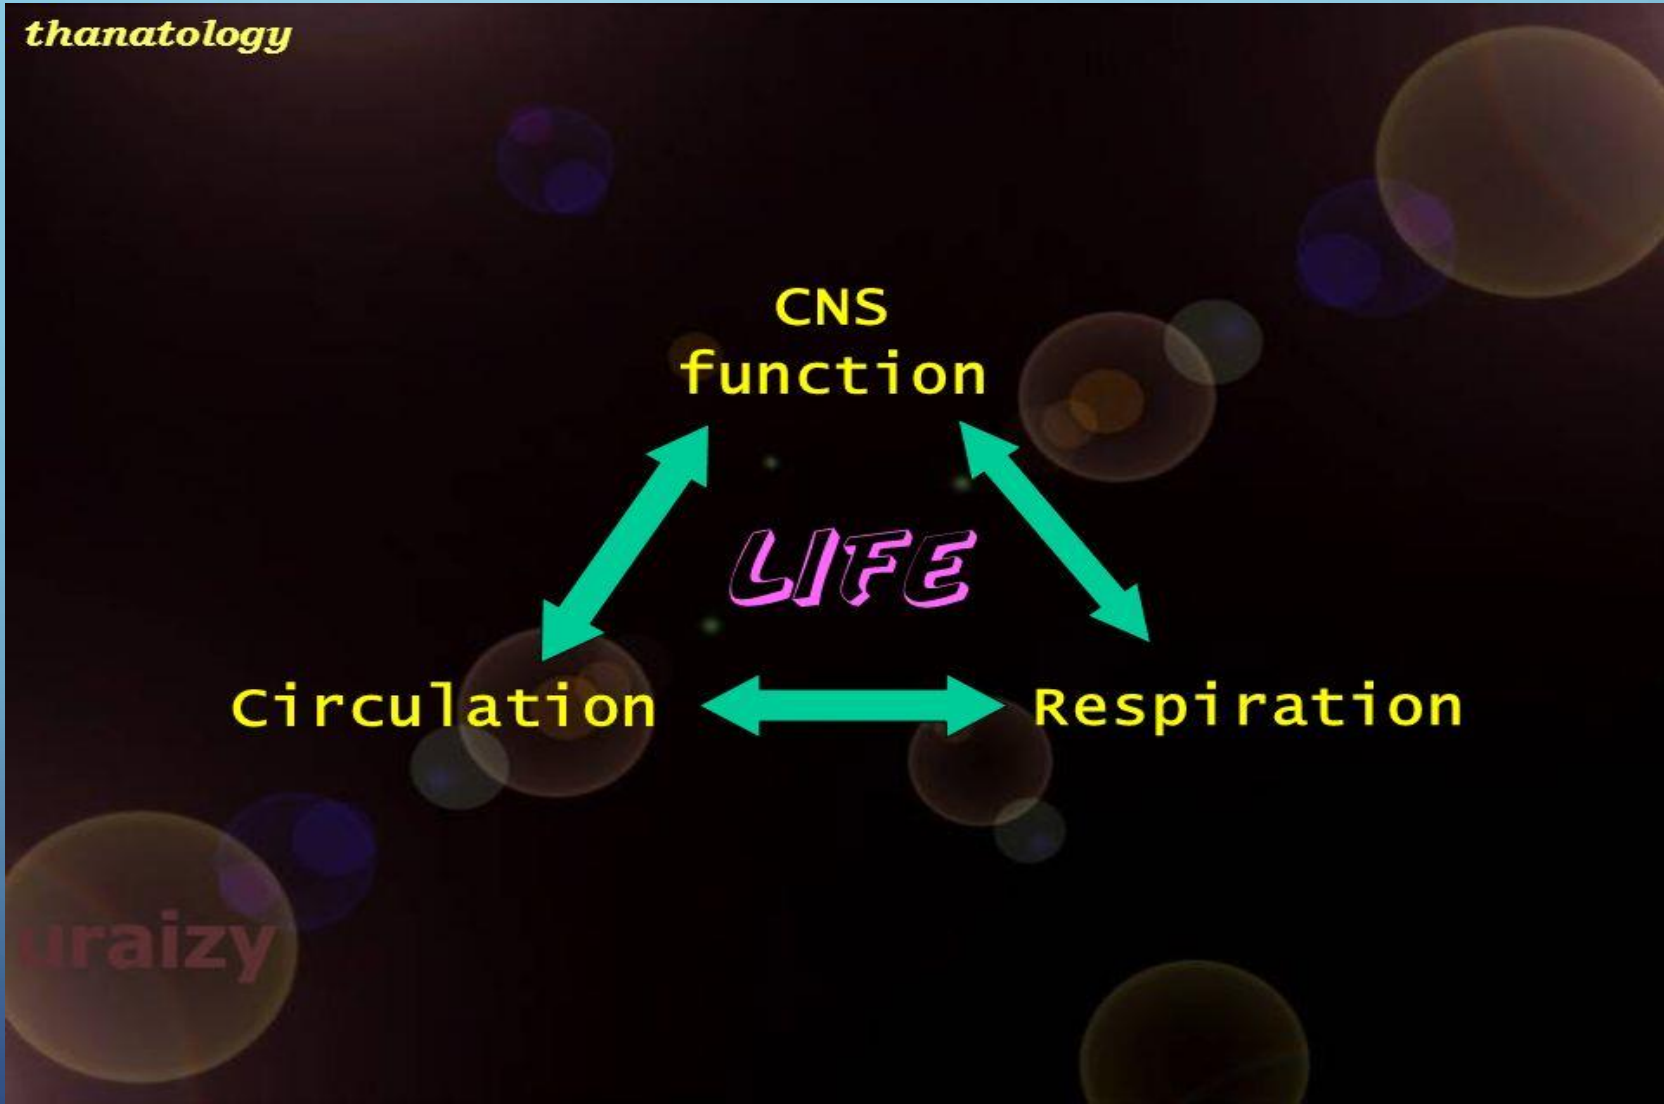 thanatology
CNS
function
LIFE
Circulation
Respiration
uraizy